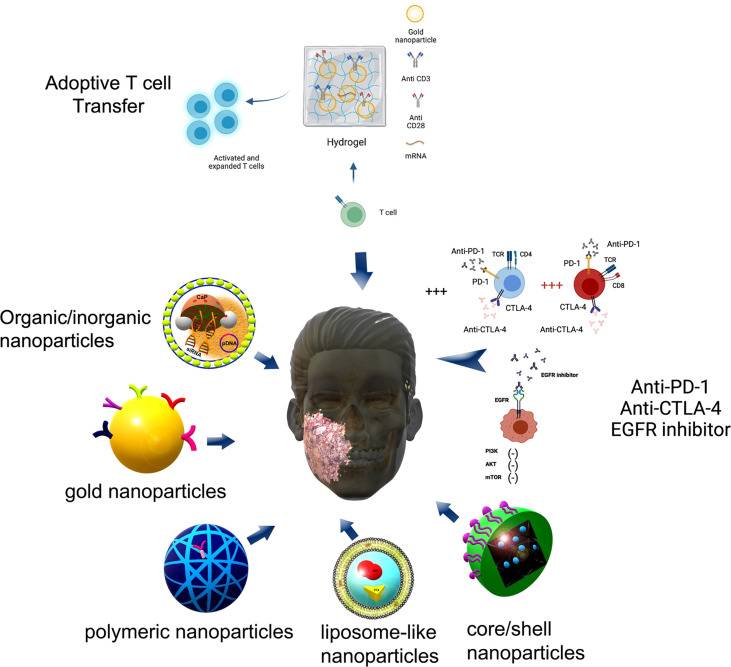 Adoptive T cell
Transfer
Activated and
expanded T cells
Hydrogel
Gold
nanoparticle
Anti CD3
Anti
CD28
mRNA
T cell
Organic/inorganic
nanoparticles
CaP
siRNA
pDNA
gold nanoparticles
polymeric nanoparticles
liposome-like
nanoparticles
core/shell
nanoparticles
+++
Anti-PD-1
TCR
CD4
PD-1
CTLA-4
Anti-CTLA-4
+++
Anti-PD-1
PD-1
TCR
CD8
CTLA-4
Anti-CTLA-4
EGFR inhibitor
EGFR
PI3K (-)
AKT (-)
mTOR (-)
Anti-PD-1
Anti-CTLA-4
EGFR inhibitor